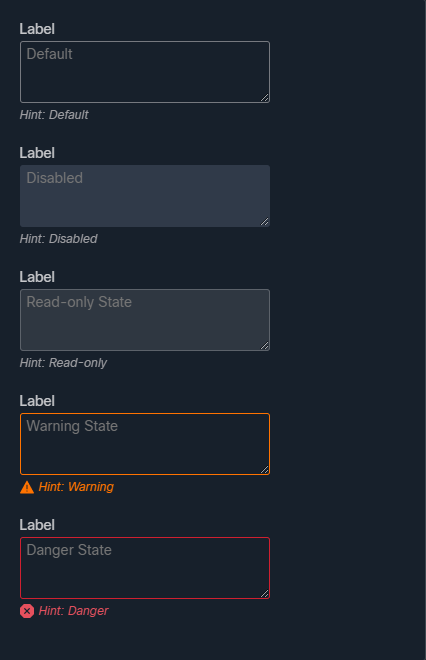 Label
Default
Hint: Default
Label
Disabled
Hint: Disabled
Label
Read-only State
Hint: Read-only
Label
Warning State
Hint: Warning
Label
Danger State
Hint: Danger